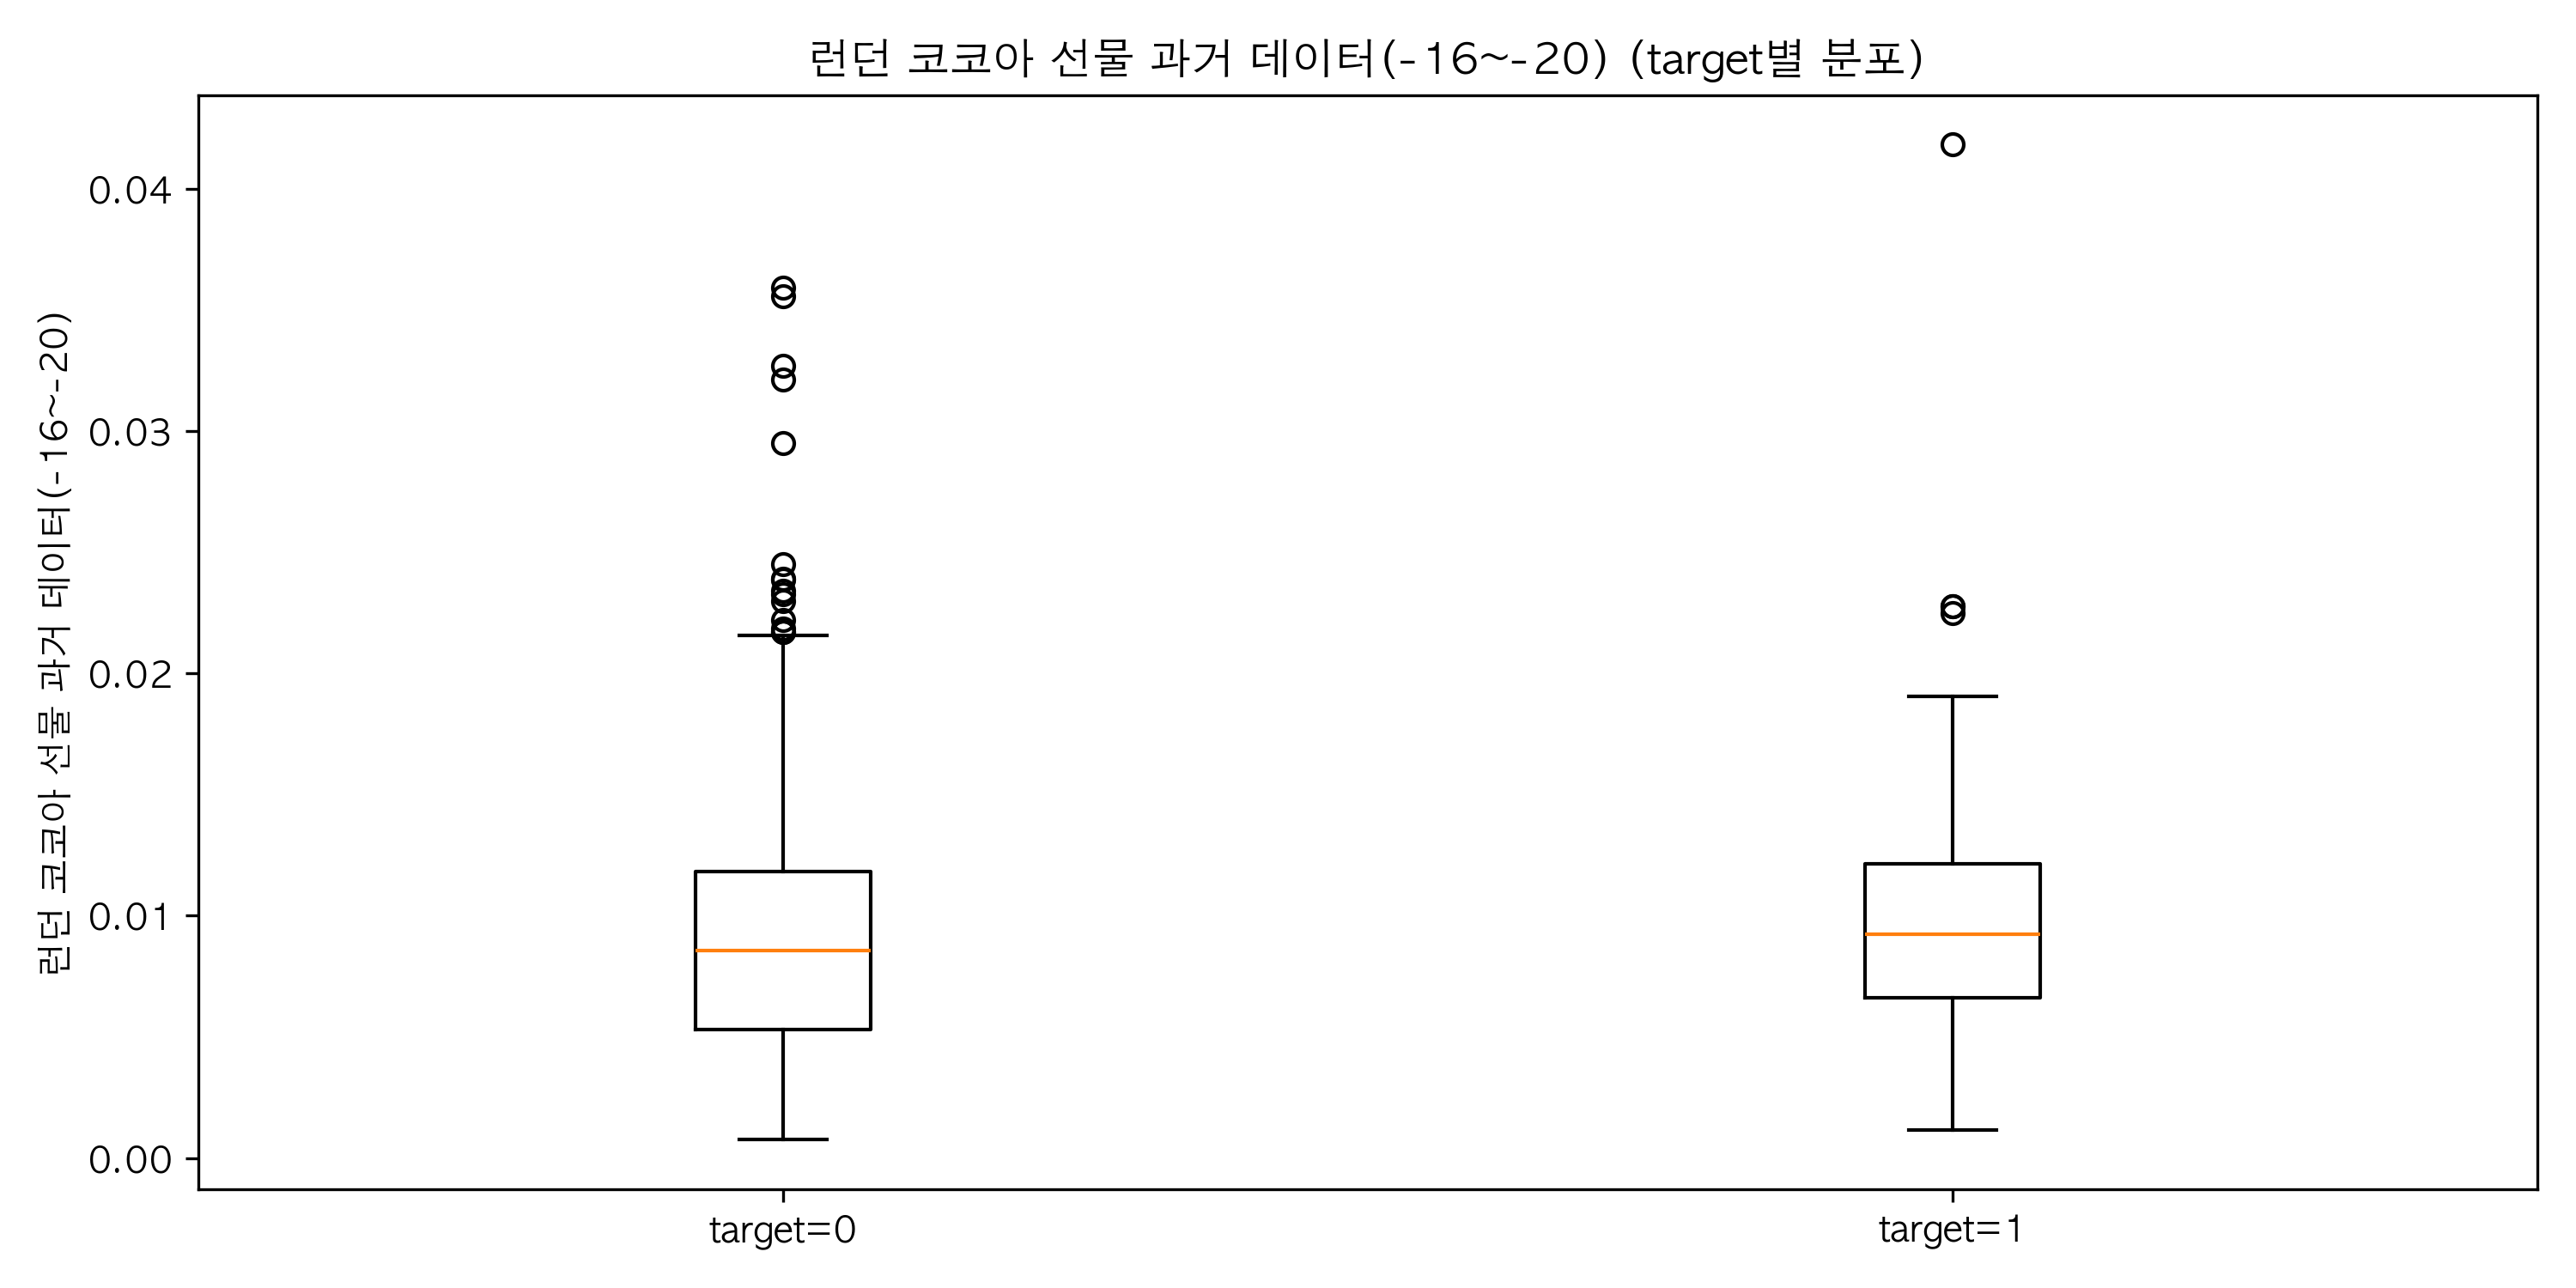 런던 코코아 선물 과거 데이터(-16~-20) (target별 분포)
런던 코코아 선물 과거 데이터(-16~-20)
0.04
0.03
0.02
0.01
0.00
target=0
target=1